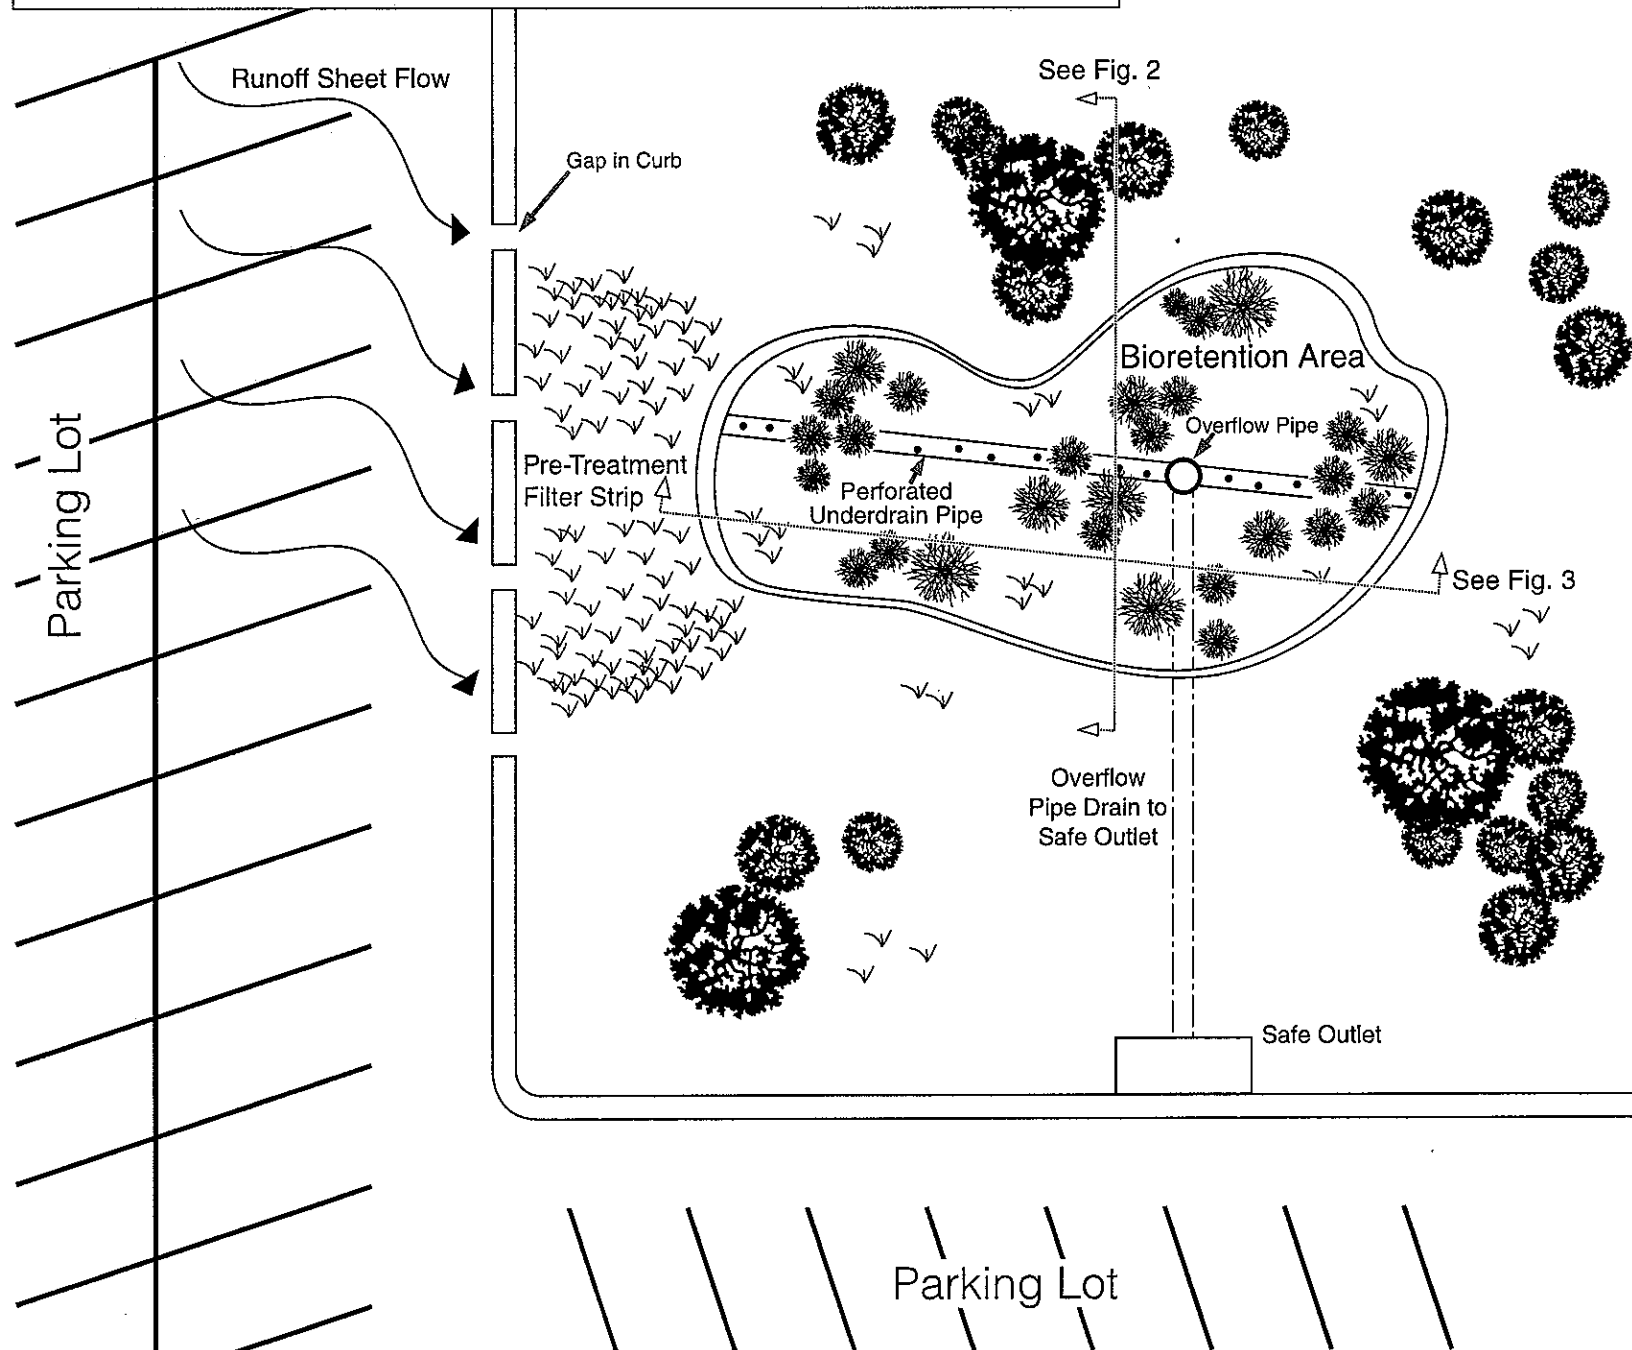 See Fig. 2
Runoff Sheet Flow
Gap in Curb
Bioretention Area
Overflow Pipe
Parking Lot
Pre-Treatment
Filter Strip
Perforated
Underdrain Pipe
See Fig. 3
Overflow
Pipe Drain to
Safe Outlet
Safe Outlet
Parking Lot